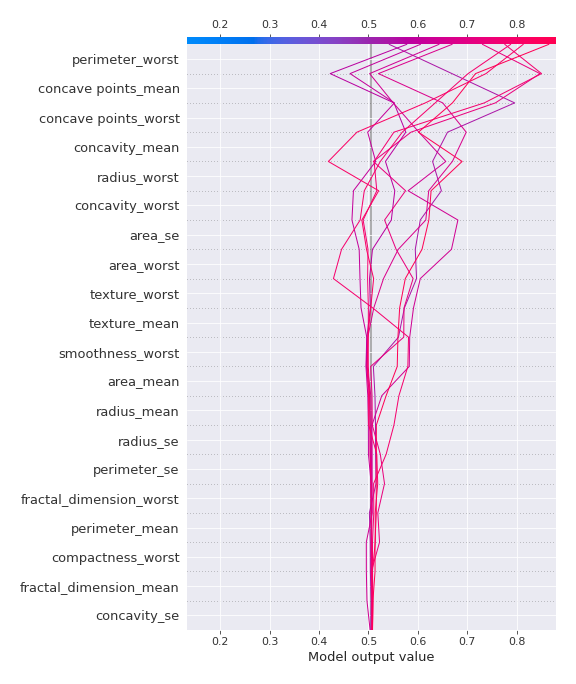 0.2 0.3 0.4 0.5 0.6 0.7 0.8
perimeter_worst
concave points_mean
concave points_worst
concavity_mean
radius_worst
concavity_worst
area_se
area_worst
texture_worst
texture_mean
smoothness_worst
area_mean
radius_mean
radius_se
perimeter_se
fractal_dimension_worst
perimeter_mean
compactness_worst
fractal_dimension_mean
concavity_se
0.2 0.3 0.4 0.5 0.6 0.7 0.8
Model output value